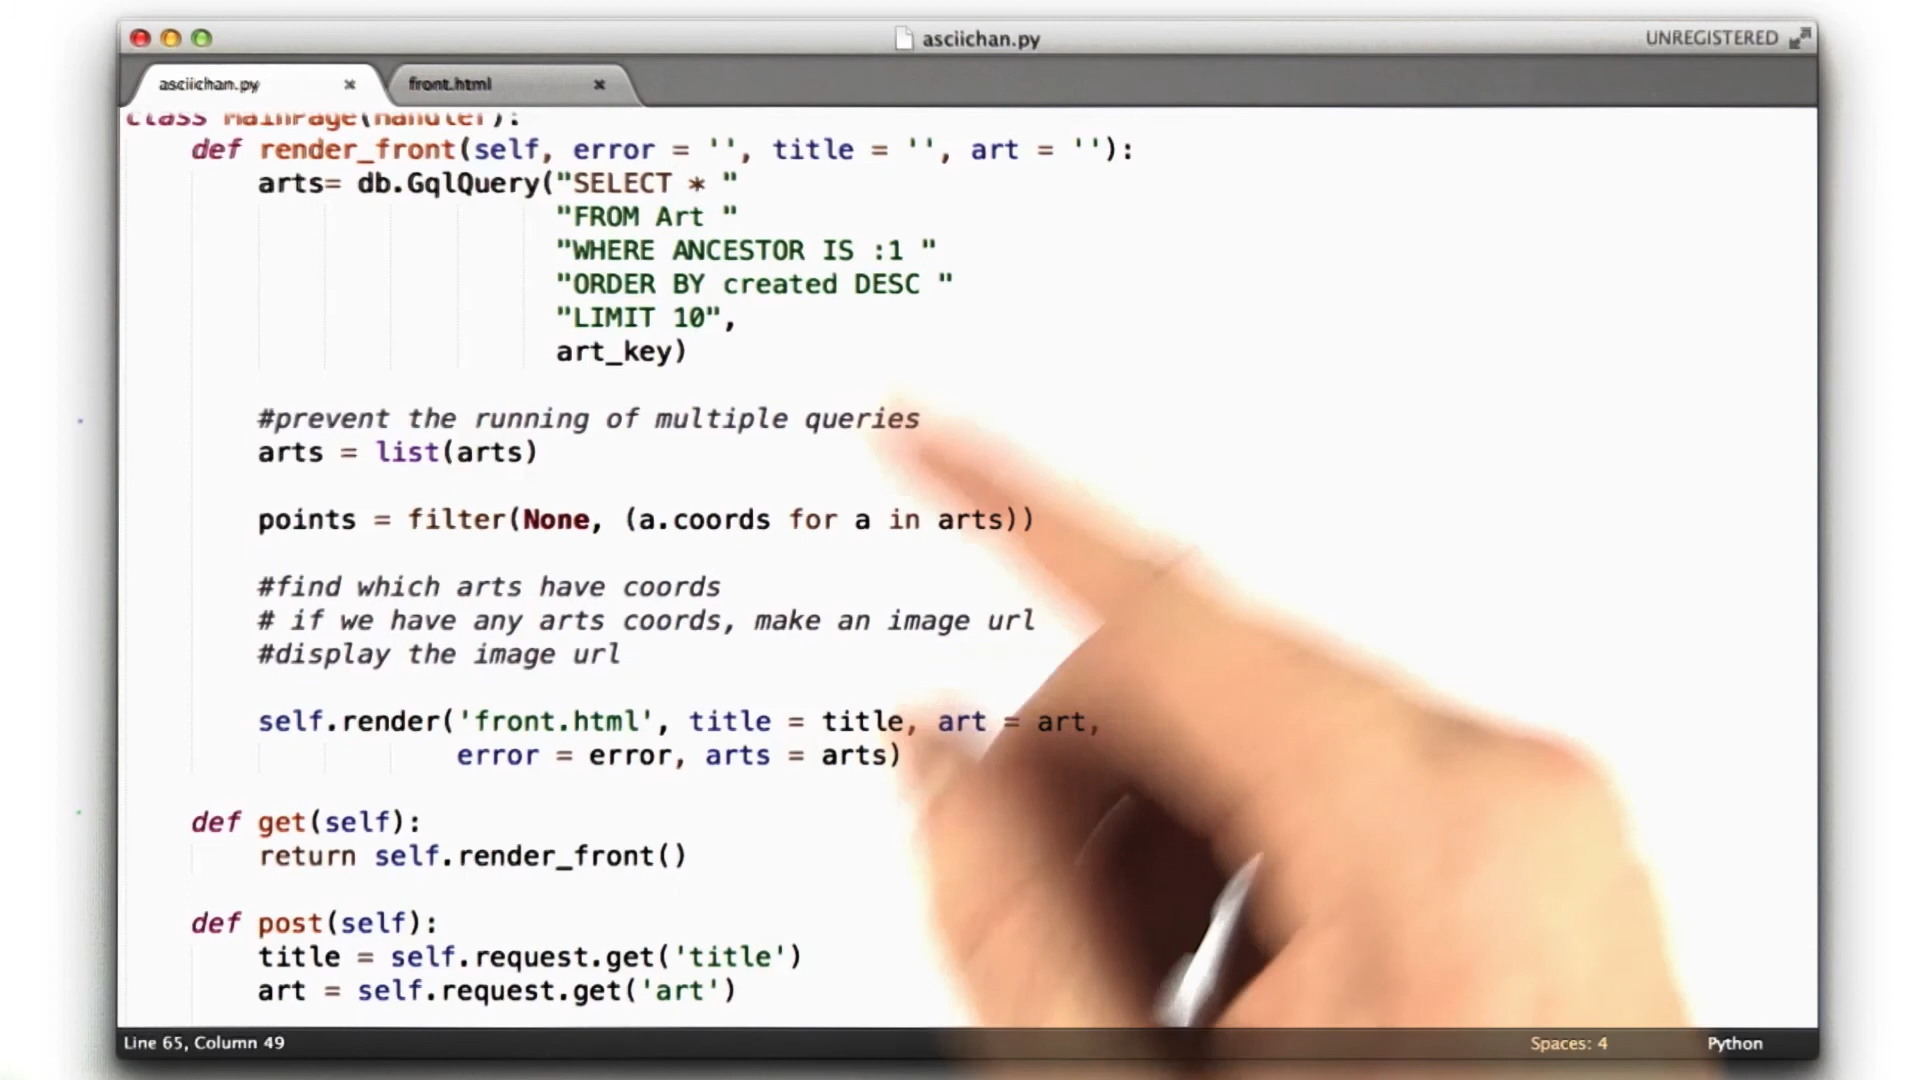 asciichan.py
UNREGISTERED
asciichan.py
front.html
class MainPage(Handler):
def render_front(self, error = '', title = '', art = ''):
arts= db.GqlQuery("SELECT * "
"FROM Art "
"WHERE ANCESTOR IS :1 "
"ORDER BY created DESC "
"LIMIT 10",
art_key)
#prevent the running of multiple queries
arts = list(arts)
points = filter(None, (a.coords for a in arts))
#find which arts have coords
# if we have any arts coords, make an image url
#display the image url
self.render('front.html', title = title, art = art,
error = error, arts = arts)
def get(self):
return self.render_front()
def post(self):
title = self.request.get('title')
art = self.request.get('art')
Line 65, Column 49
Spaces: 4
Python